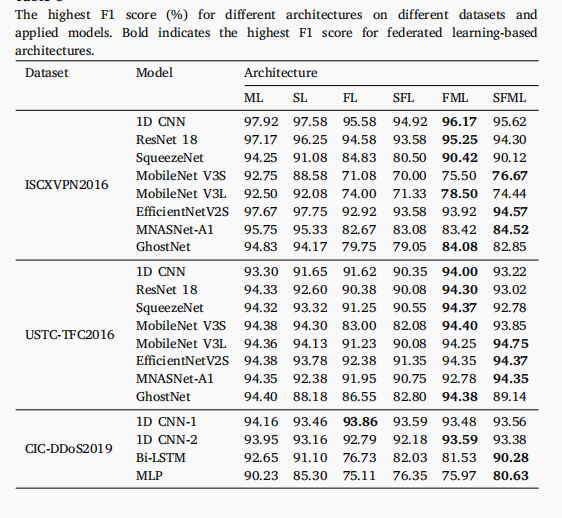 The highest F1 score (%) for different architectures on different datasets and
applied models. Bold indicates the highest F1 score for federated learning-based
architectures.
Dataset Model Architecture
ML SL FL SFL FML SFML
ISCXVPN2016
1D CNN 97.92 97.58 95.58 94.92 96.17 95.62
ResNet 18 97.17 96.25 94.58 93.58 95.25 94.30
SqueezeNet 94.25 91.08 84.83 80.50 90.42 90.12
MobileNet V3S 92.75 88.58 71.08 70.00 75.50 76.67
MobileNet V3L 92.50 92.08 74.00 71.33 78.50 74.44
EfficientNetV2S 97.67 97.75 92.92 93.58 93.92 94.57
MNASNet-A1 95.75 95.33 82.67 83.08 83.42 84.52
GhostNet 94.83 94.17 79.75 79.05 84.08 82.85
USTC-TFC2016
1D CNN 93.30 91.65 91.62 90.35 94.00 93.22
ResNet 18 94.33 92.60 90.38 90.08 94.30 93.02
SqueezeNet 94.32 93.32 91.25 90.55 94.37 92.78
MobileNet V3S 94.38 94.30 83.00 82.08 94.40 93.85
MobileNet V3L 94.36 94.13 91.23 90.08 94.25 94.75
EfficientNetV2S 94.38 93.78 92.38 91.35 94.35 94.37
MNASNet-A1 94.35 92.38 91.95 90.75 92.78 94.35
GhostNet 94.40 88.18 86.55 82.80 94.38 89.14
CIC-DDoS2019
1D CNN-1 94.16 93.46 93.86 93.59 93.48 93.56
1D CNN-2 93.95 93.16 92.79 92.18 93.59 93.38
Bi-LSTM 92.65 91.10 76.73 82.03 81.53 90.28
MLP 90.23 85.30 75.11 76.35 75.97 80.63